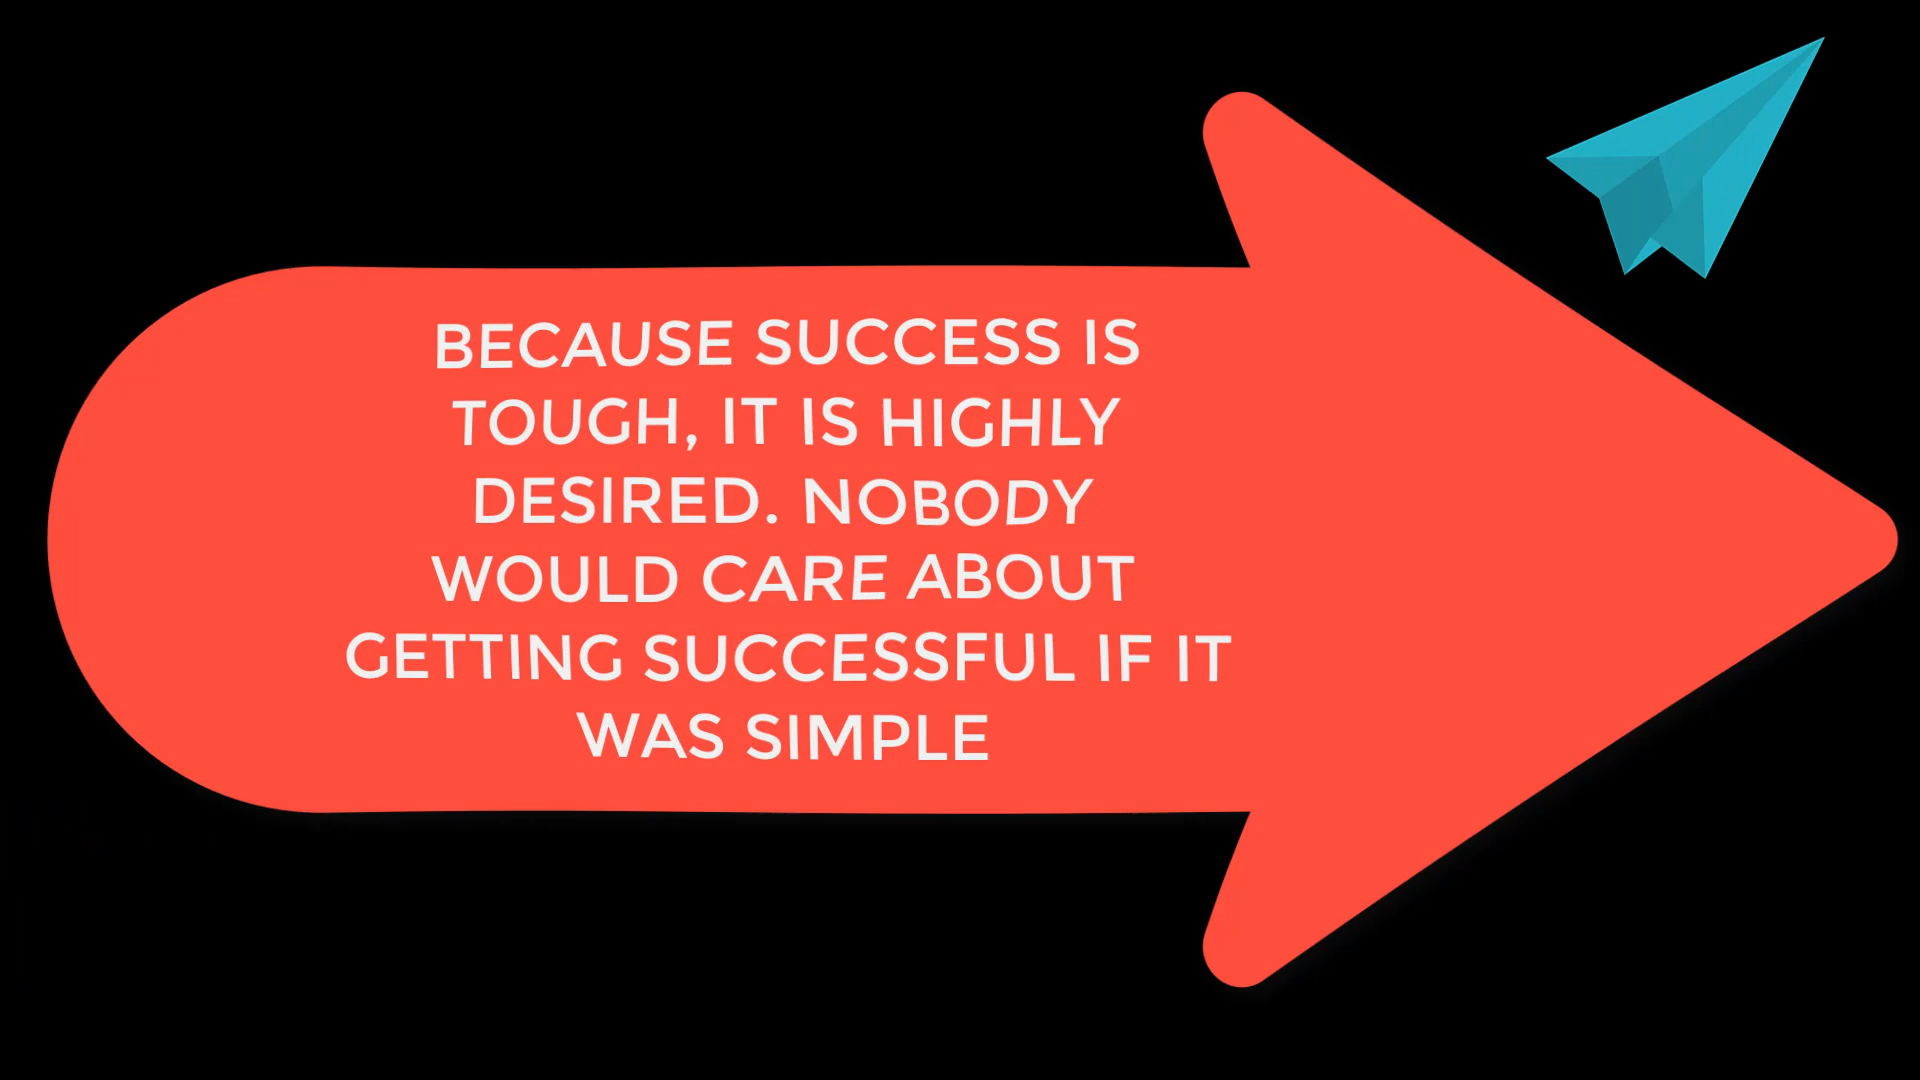 BECAUSE SUCCESS IS
TOUGH, IT IS HIGHLY
DESIRED. NOBODY
WOULD CARE ABOUT
GETTING SUCCESSFUL IF IT
WAS SIMPLE